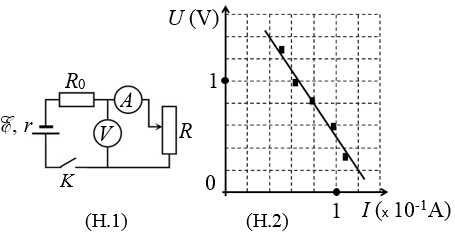 U (V)
R₀
A
1
ℰ, r
V
R
K
0
1
I (x 10⁻¹A)
(H.1)
(H.2)